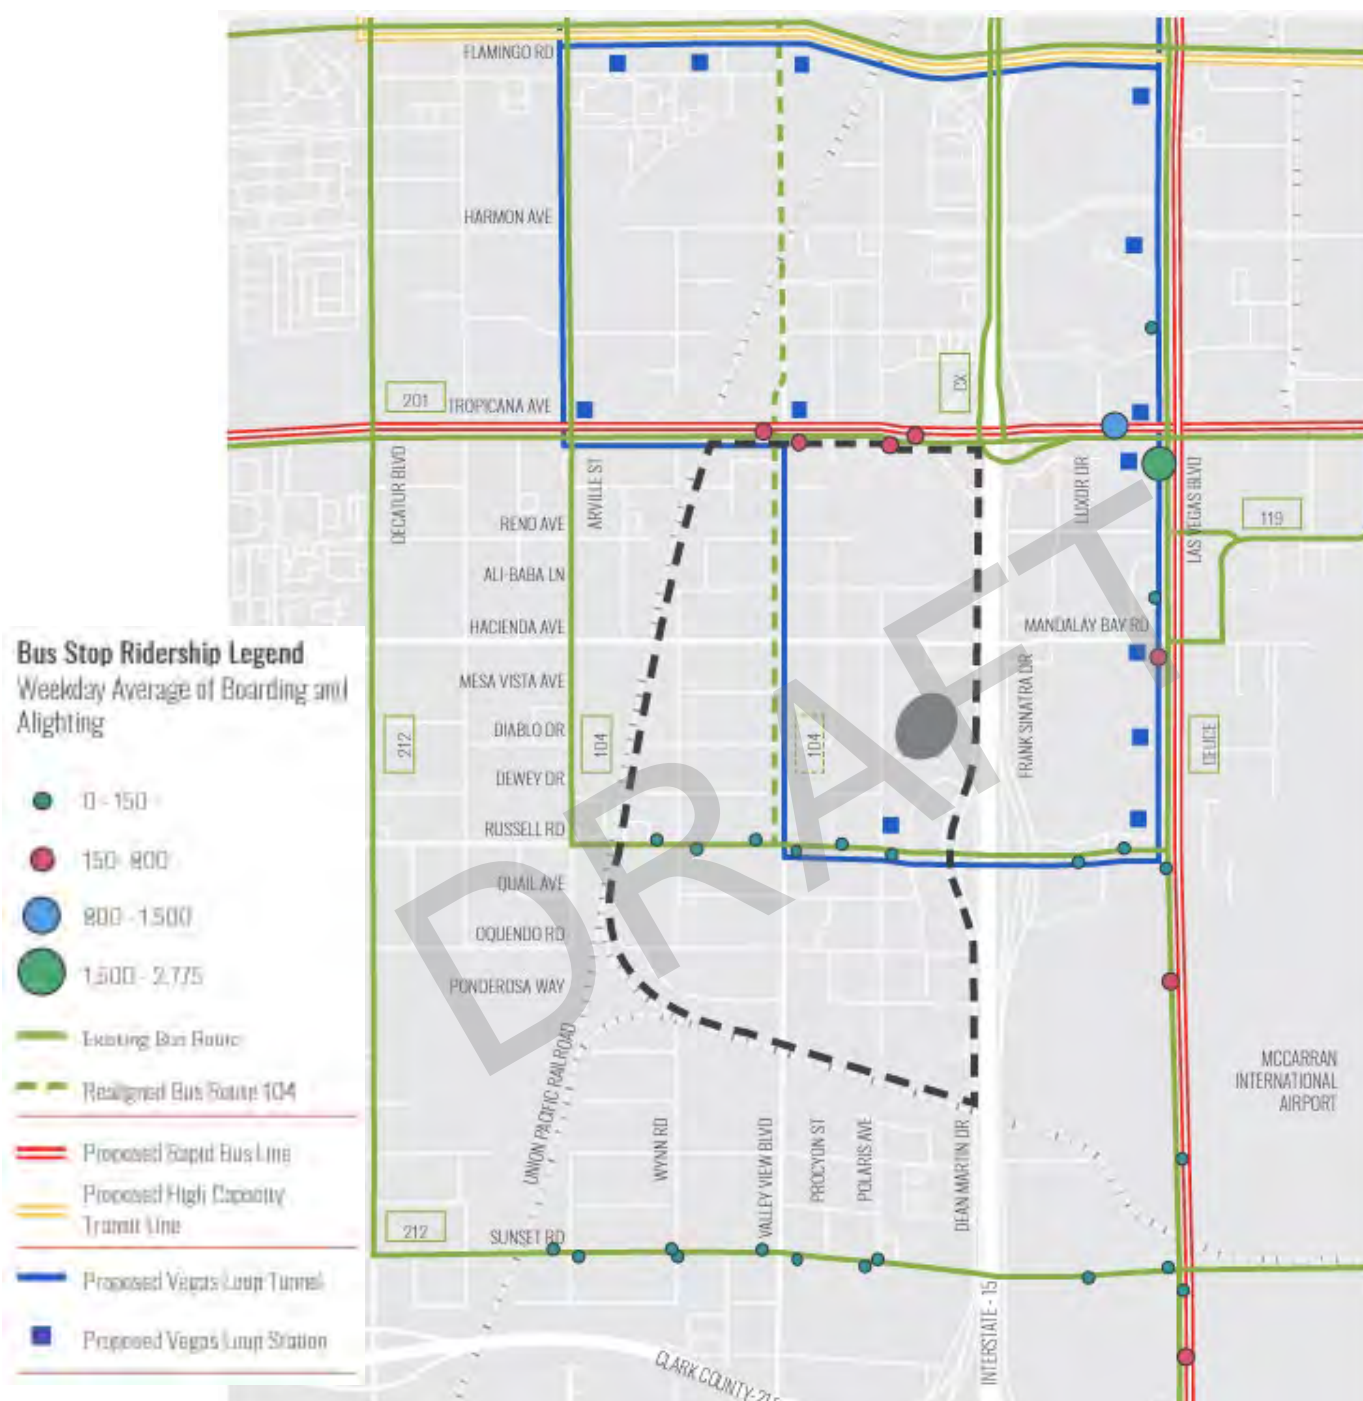 FLAMINGO RD
HARMON AVE
CX
201
TROPICANA AVE
DECATUR BLVD
ARVILLE ST
LUXOR DR
LAS VEGAS BLVD
119
RENO AVE
ALI-BABA LN
HACIENDA AVE
MANDALAY BAY RD
MESA VISTA AVE
FRANK SINATRA DR
212
104
DIABLO DR
104
DEUCE
DEWEY DR
RUSSELL RD
QUAIL AVE
OQUENDO RD
PONDEROSA WAY
DRAFT
UNION PACIFIC RAILROAD
WYNN RD
VALLEY VIEW BLVD
PROCYON ST
POLARIS AVE
DEAN MARTIN DR
MCCARRAN
INTERNATIONAL
AIRPORT
212
SUNSET RD
INTERSTATE - 15
CLARK COUNTY-215
Bus Stop Ridership Legend
Weekday Average of Boarding and
Alighting
0 - 150
150- 800
800 - 1,500
1,500 - 2,775
Existing Bus Route
Realigned Bus Route 104
Proposed Rapid Bus Line
Proposed High Capacity
Transit Line
Proposed Vegas Loop Tunnel
Proposed Vegas Loop Station